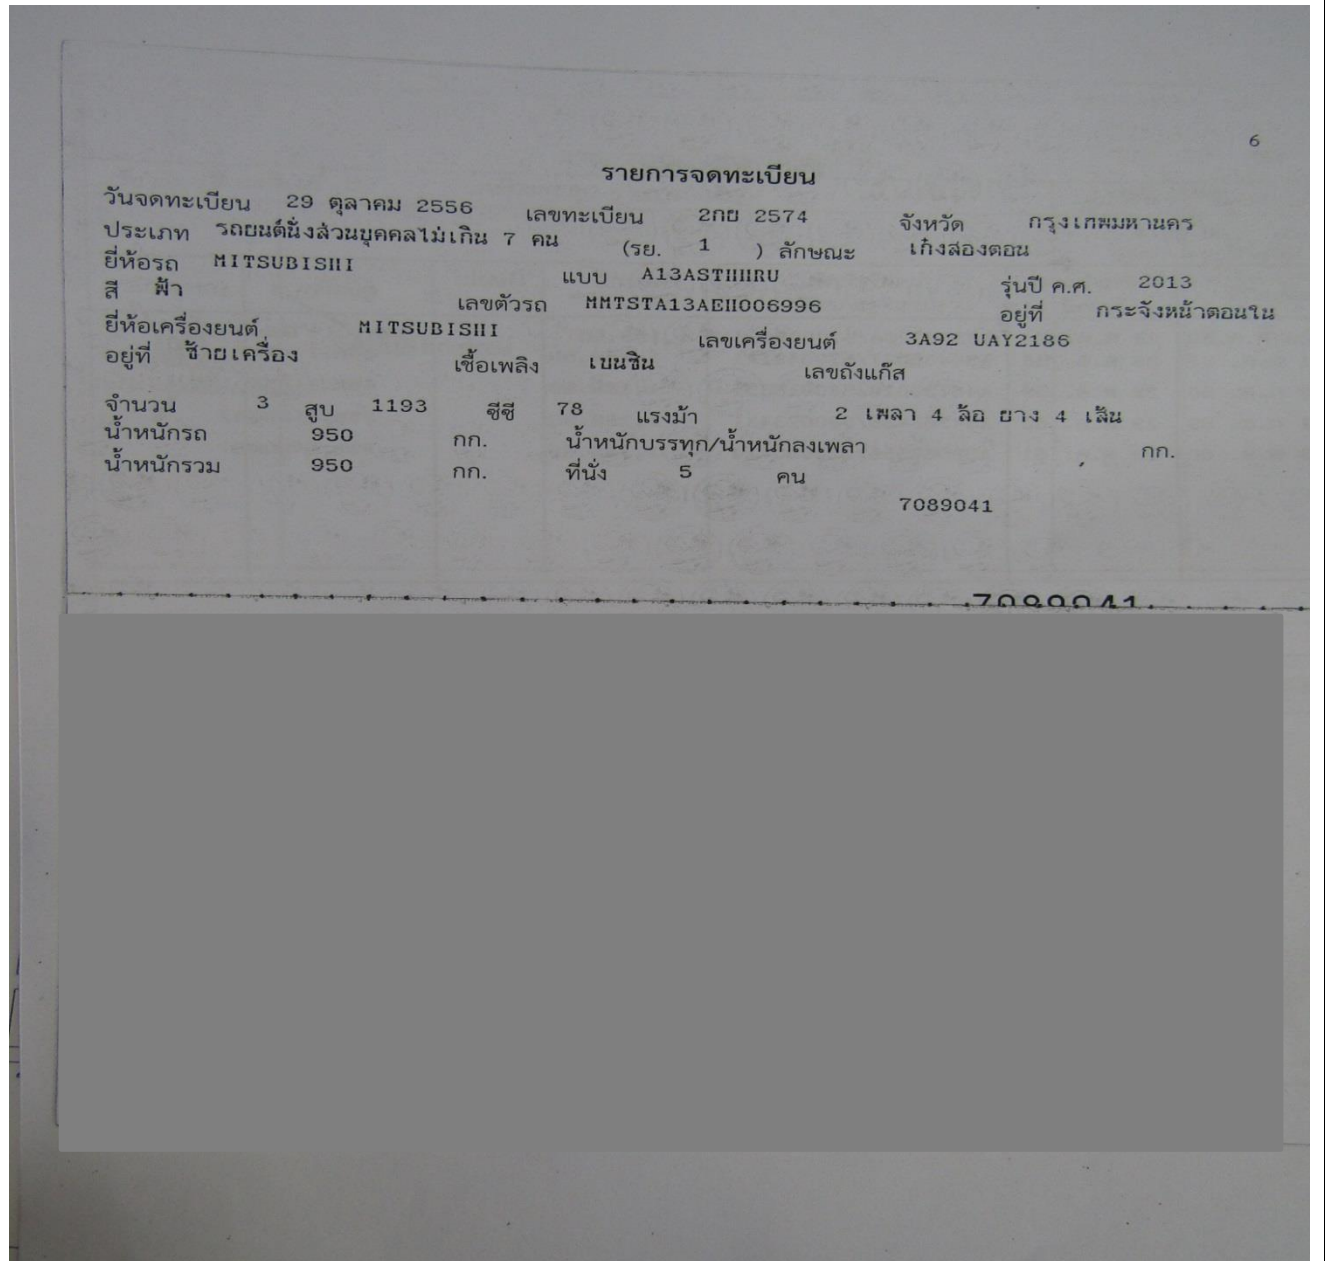 6
รายการจดทะเบียน
วันจดทะเบียน 29 ตุลาคม 2556 เลขทะเบียน 2กย 2574 จังหวัด กรุงเทพมหานคร
ประเภท รถยนต์นั่งส่วนบุคคลไม่เกิน 7 คน (รย. 1 ) ลักษณะ เก๋งสองตอน
ยี่ห้อรถ MITSUBISHI แบบ A13ASTHHRU รุ่นปี ค.ศ. 2013
สี ฟ้า เลขตัวรถ MMTSTA13AEH006996 อยู่ที่ กระจังหน้าตอนใน
ยี่ห้อเครื่องยนต์ MITSUBISHI เลขเครื่องยนต์ 3A92 UAY2186
อยู่ที่ ซ้ายเครื่อง เชื้อเพลิง เบนซิน เลขถังแก๊ส
จำนวน 3 สูบ 1193 ซีซี 78 แรงม้า 2 เพลา 4 ล้อ ยาง 4 เส้น
น้ำหนักรถ 950 กก. น้ำหนักบรรทุก/น้ำหนักลงเพลา กก.
น้ำหนักรวม 950 กก. ที่นั่ง 5 คน
7089041
7089041